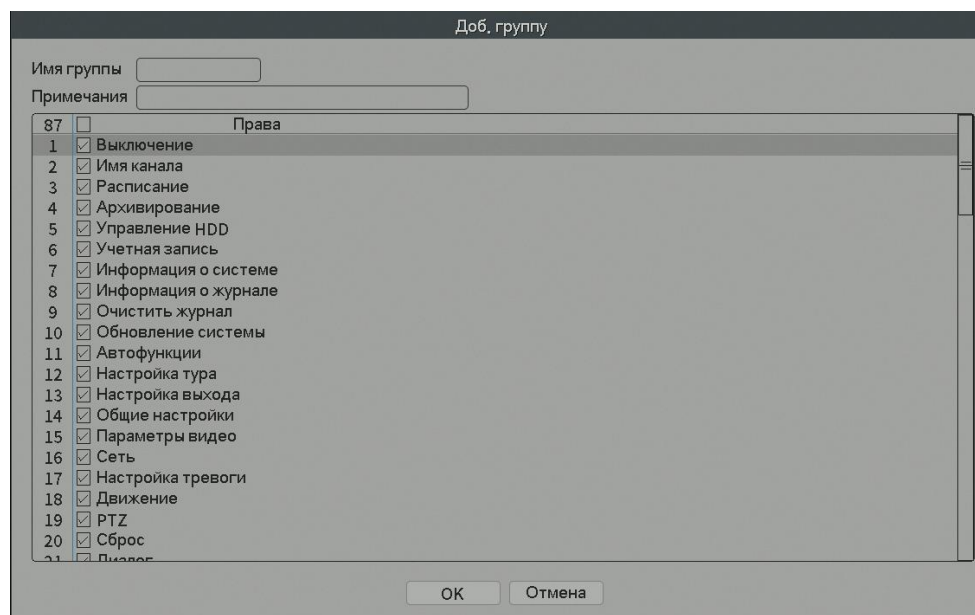 Доб. группу
Имя группы
Примечания
87 Права
1 Выключение
2 Имя канала
3 Расписание
4 Архивирование
5 Управление HDD
6 Учетная запись
7 Информация о системе
8 Информация о журнале
9 Очистить журнал
10 Обновление системы
11 Автофункции
12 Настройка тура
13 Настройка выхода
14 Общие настройки
15 Параметры видео
16 Сеть
17 Настройка тревоги
18 Движение
19 PTZ
20 Сброс
21 Диалог
OK Отмена